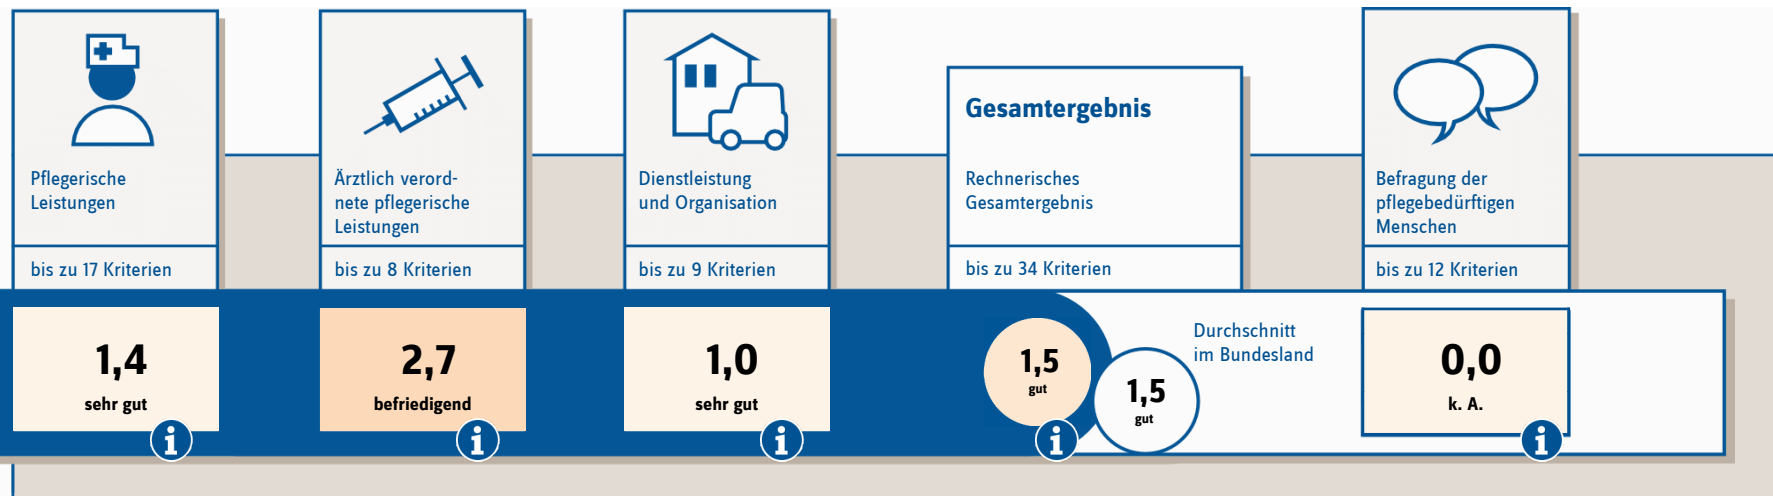 Pflegerische
Leistungen
bis zu 17 Kriterien
1,4
sehr gut
i
Ärztlich verord-
nete pflegerische
Leistungen
bis zu 8 Kriterien
2,7
befriedigend
i
Dienstleistung
und Organisation
bis zu 9 Kriterien
1,0
sehr gut
i
Gesamtergebnis
Rechnerisches
Gesamtergebnis
bis zu 34 Kriterien
1,5
gut
i
Durchschnitt
im Bundesland
1,5
gut
Befragung der
pflegebedürftigen
Menschen
bis zu 12 Kriterien
0,0
k. A.
i